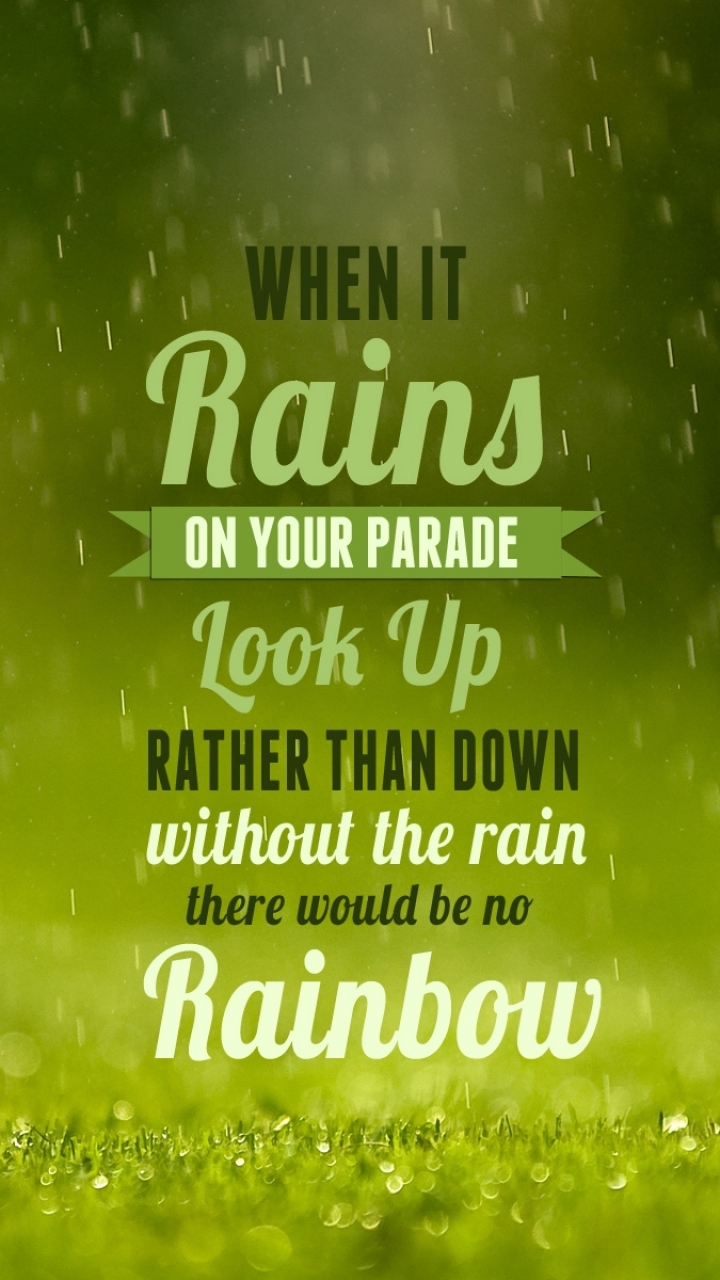 WHEN IT
Rains
ON YOUR PARADE
Look Up
RATHER THAN DOWN
without the rain
there would be no
Rainbow